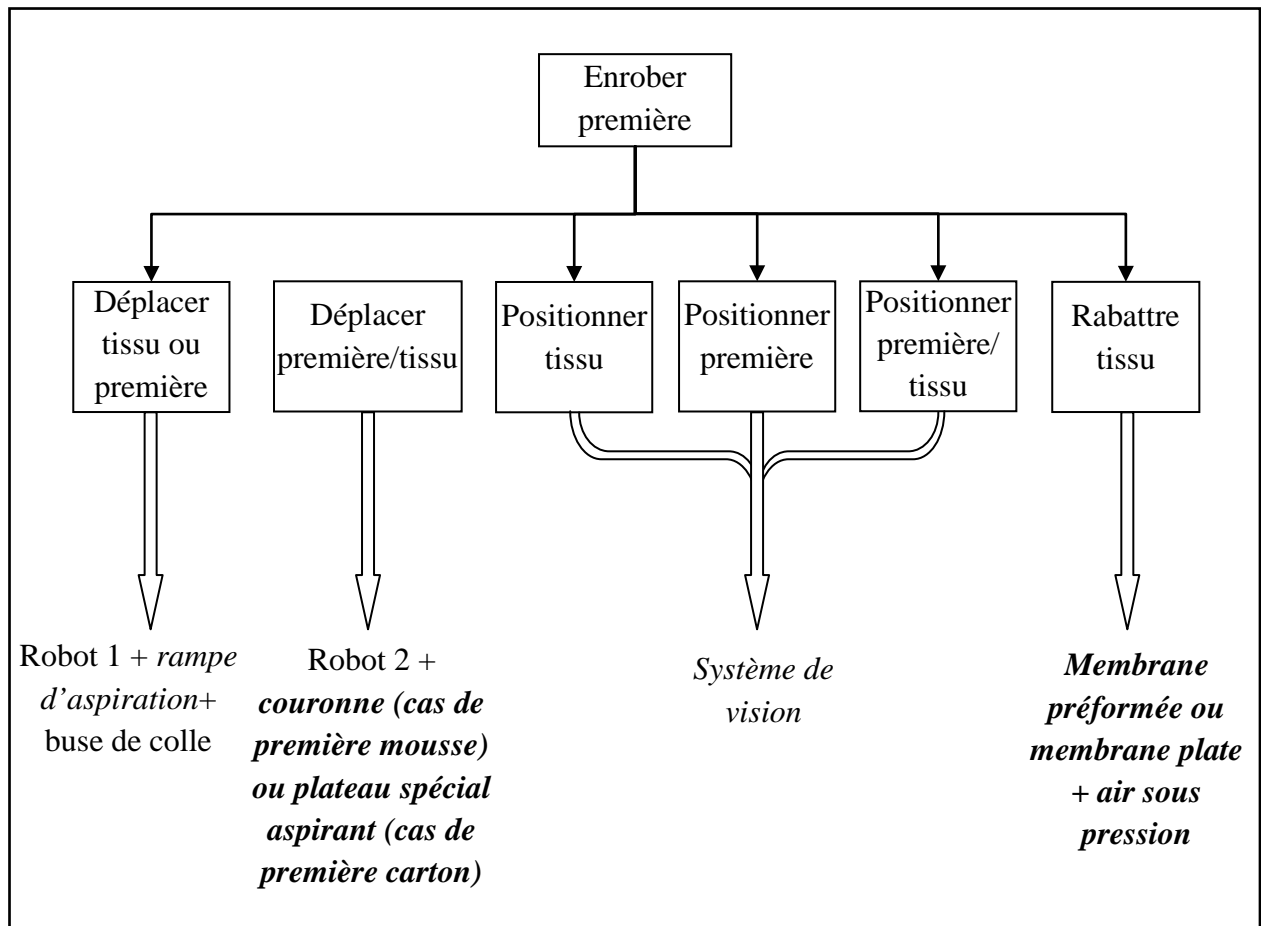 Enrober
première
Déplacer
tissu ou
première
Déplacer
première/tissu
Positionner
tissu
Positionner
première
Positionner
première/
tissu
Rabattre
tissu
Robot 1 + rampe
d’aspiration+
buse de colle
Robot 2 +
couronne (cas de
première mousse)
ou plateau spécial
aspirant (cas de
première carton)
Système de
vision
Membrane
préformée ou
membrane plate
+ air sous
pression